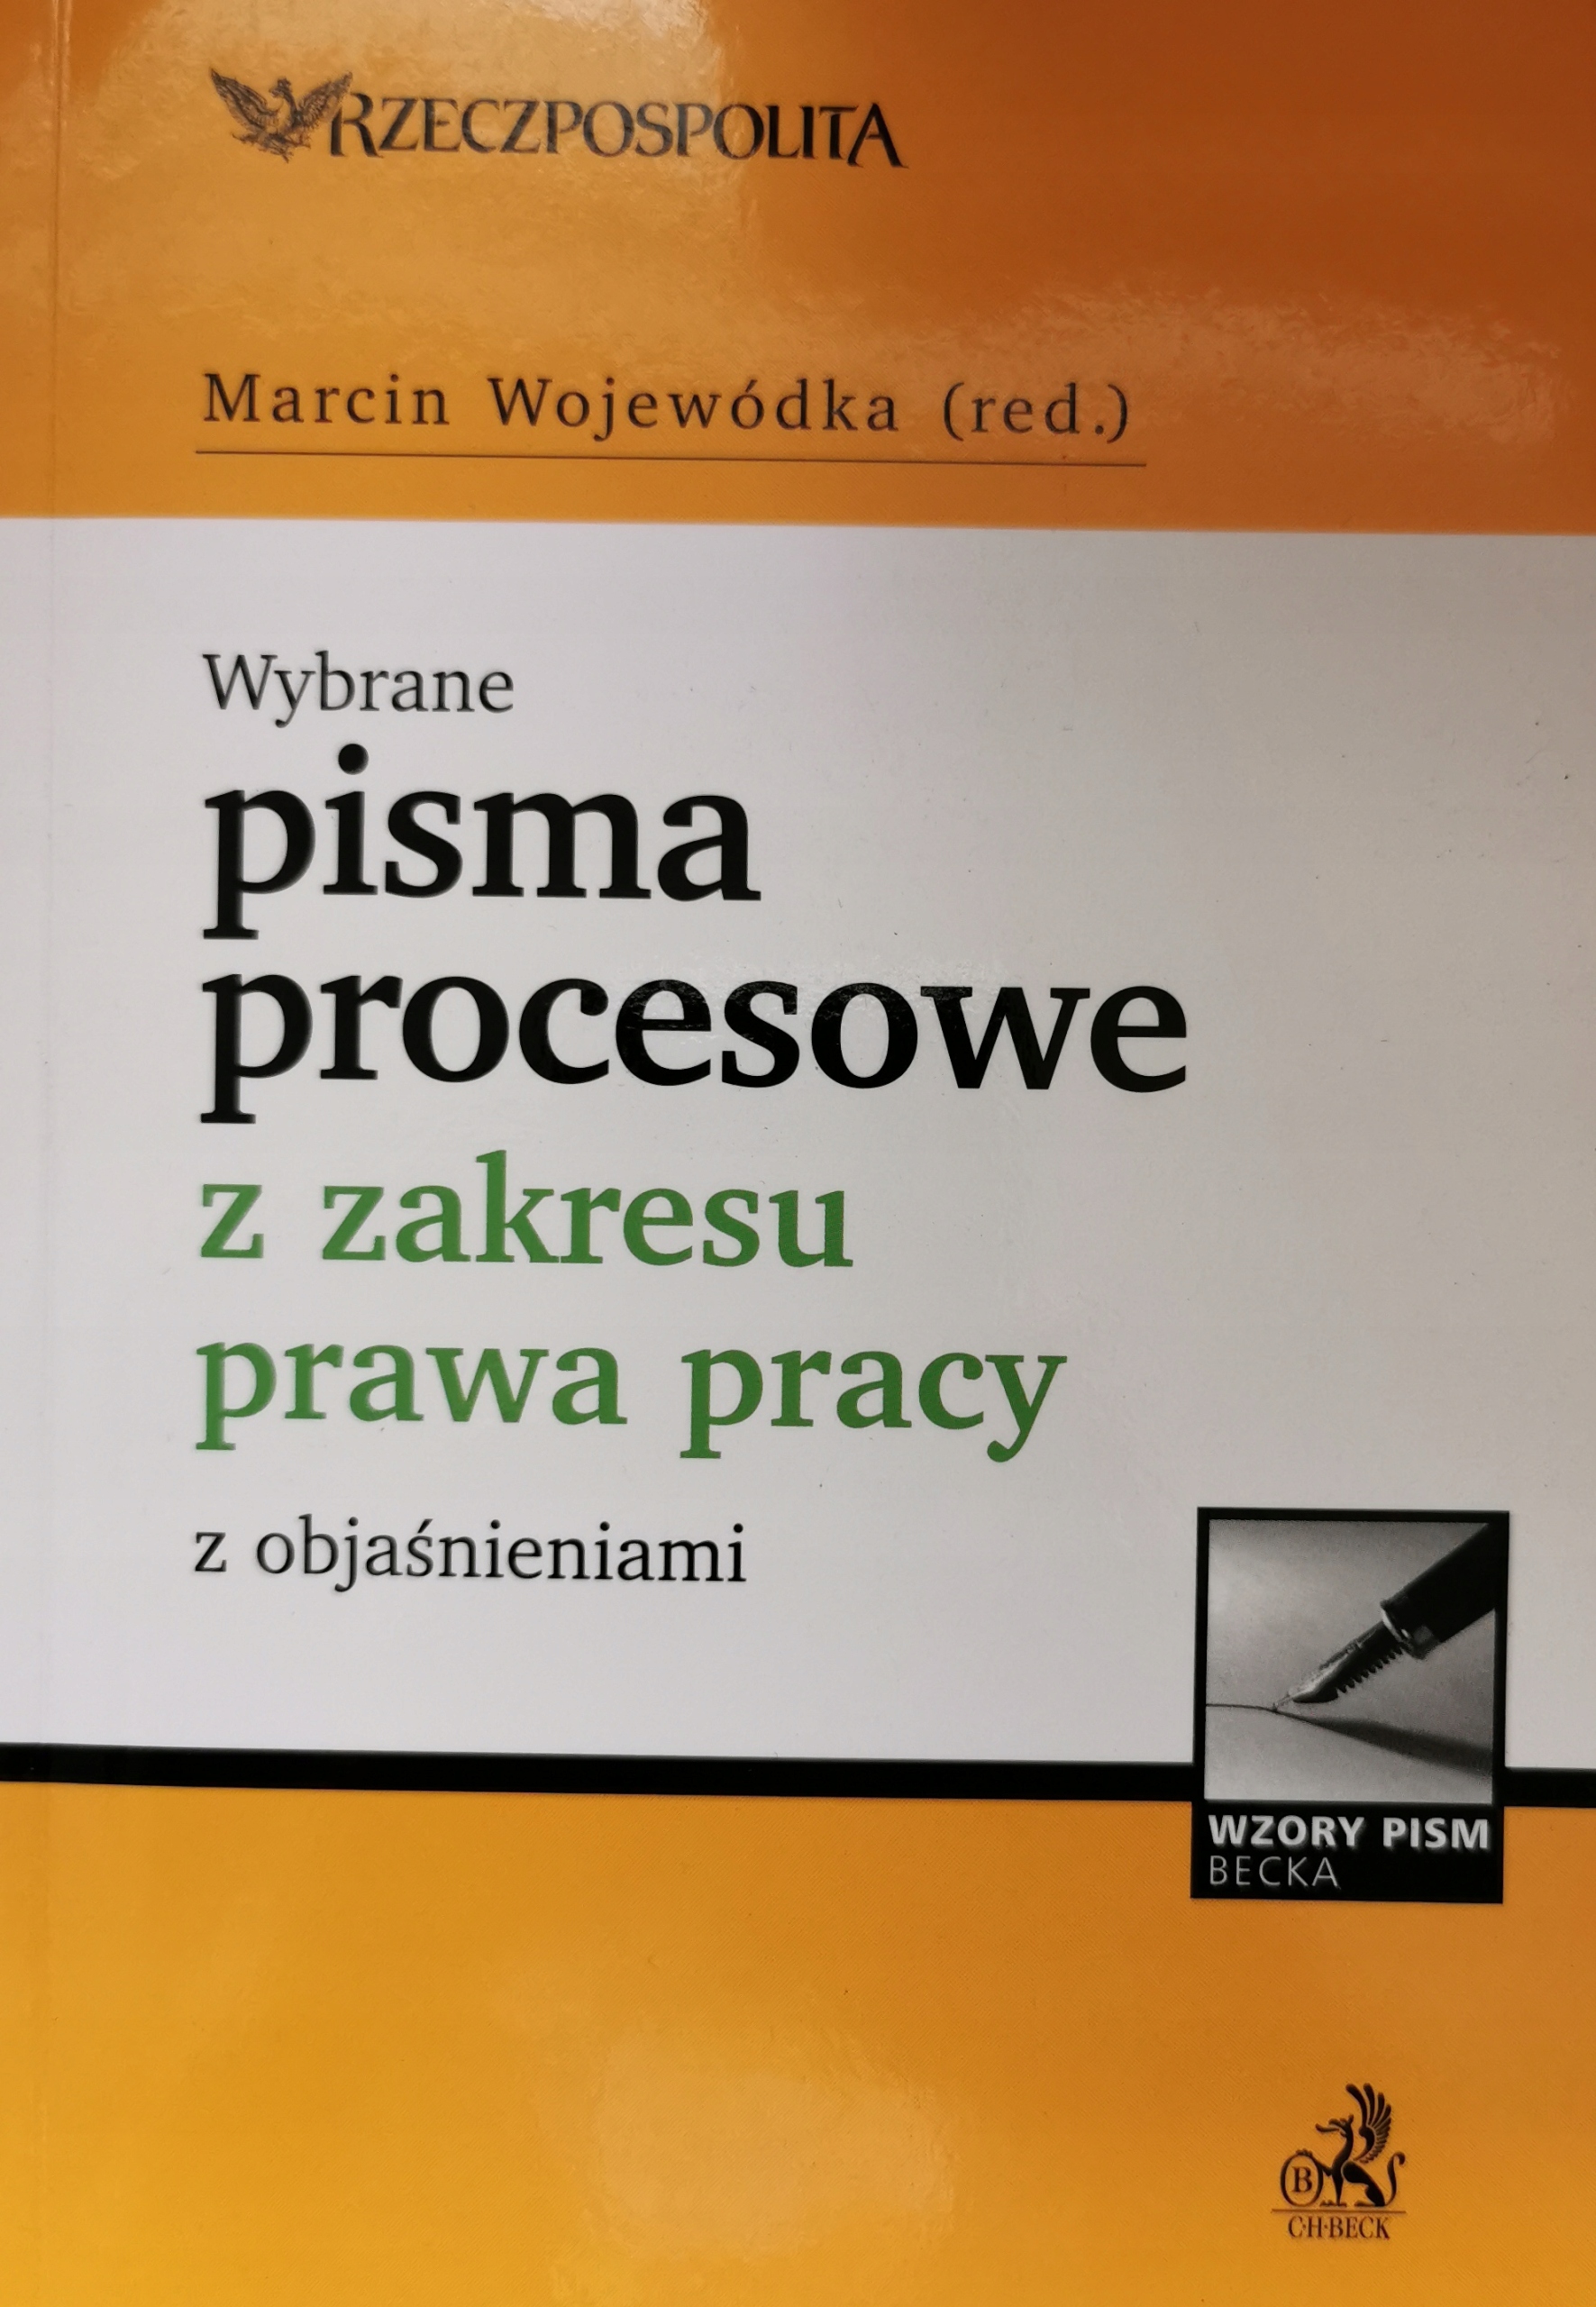 RZECZPOSPOLITA
Marcin Wojewódka (red.)
Wybrane
pisma
procesowe
z zakresu
prawa pracy
z objaśnieniami
WZORY PISM
BECKA
B
C·H·BECK